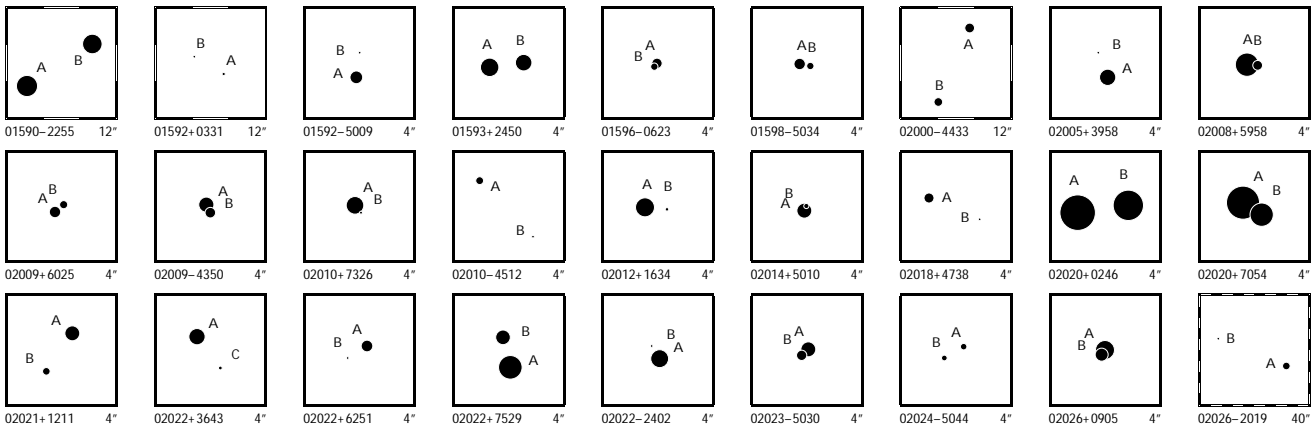 A B
01590−2255 12″
B A
01592+0331 12″
B A
01592−5009 4″
A B
01593+2450 4″
A B
01596−0623 4″
A B
01598−5034 4″
A B
02000−4433 12″
B A
02005+3958 4″
A B
02008+5958 4″
B A
02009+6025 4″
A B
02009−4350 4″
A B
02010+7326 4″
A B
02010−4512 4″
A B
02012+1634 4″
B A
02014+5010 4″
A B
02018+4738 4″
A B
02020+0246 4″
A B
02020+7054 4″
A B
02021+1211 4″
A C
02022+3643 4″
A B
02022+6251 4″
B A
02022+7529 4″
B A
02022−2402 4″
A B
02023−5030 4″
A B
02024−5044 4″
A B
02026+0905 4″
B A
02026−2019 40″